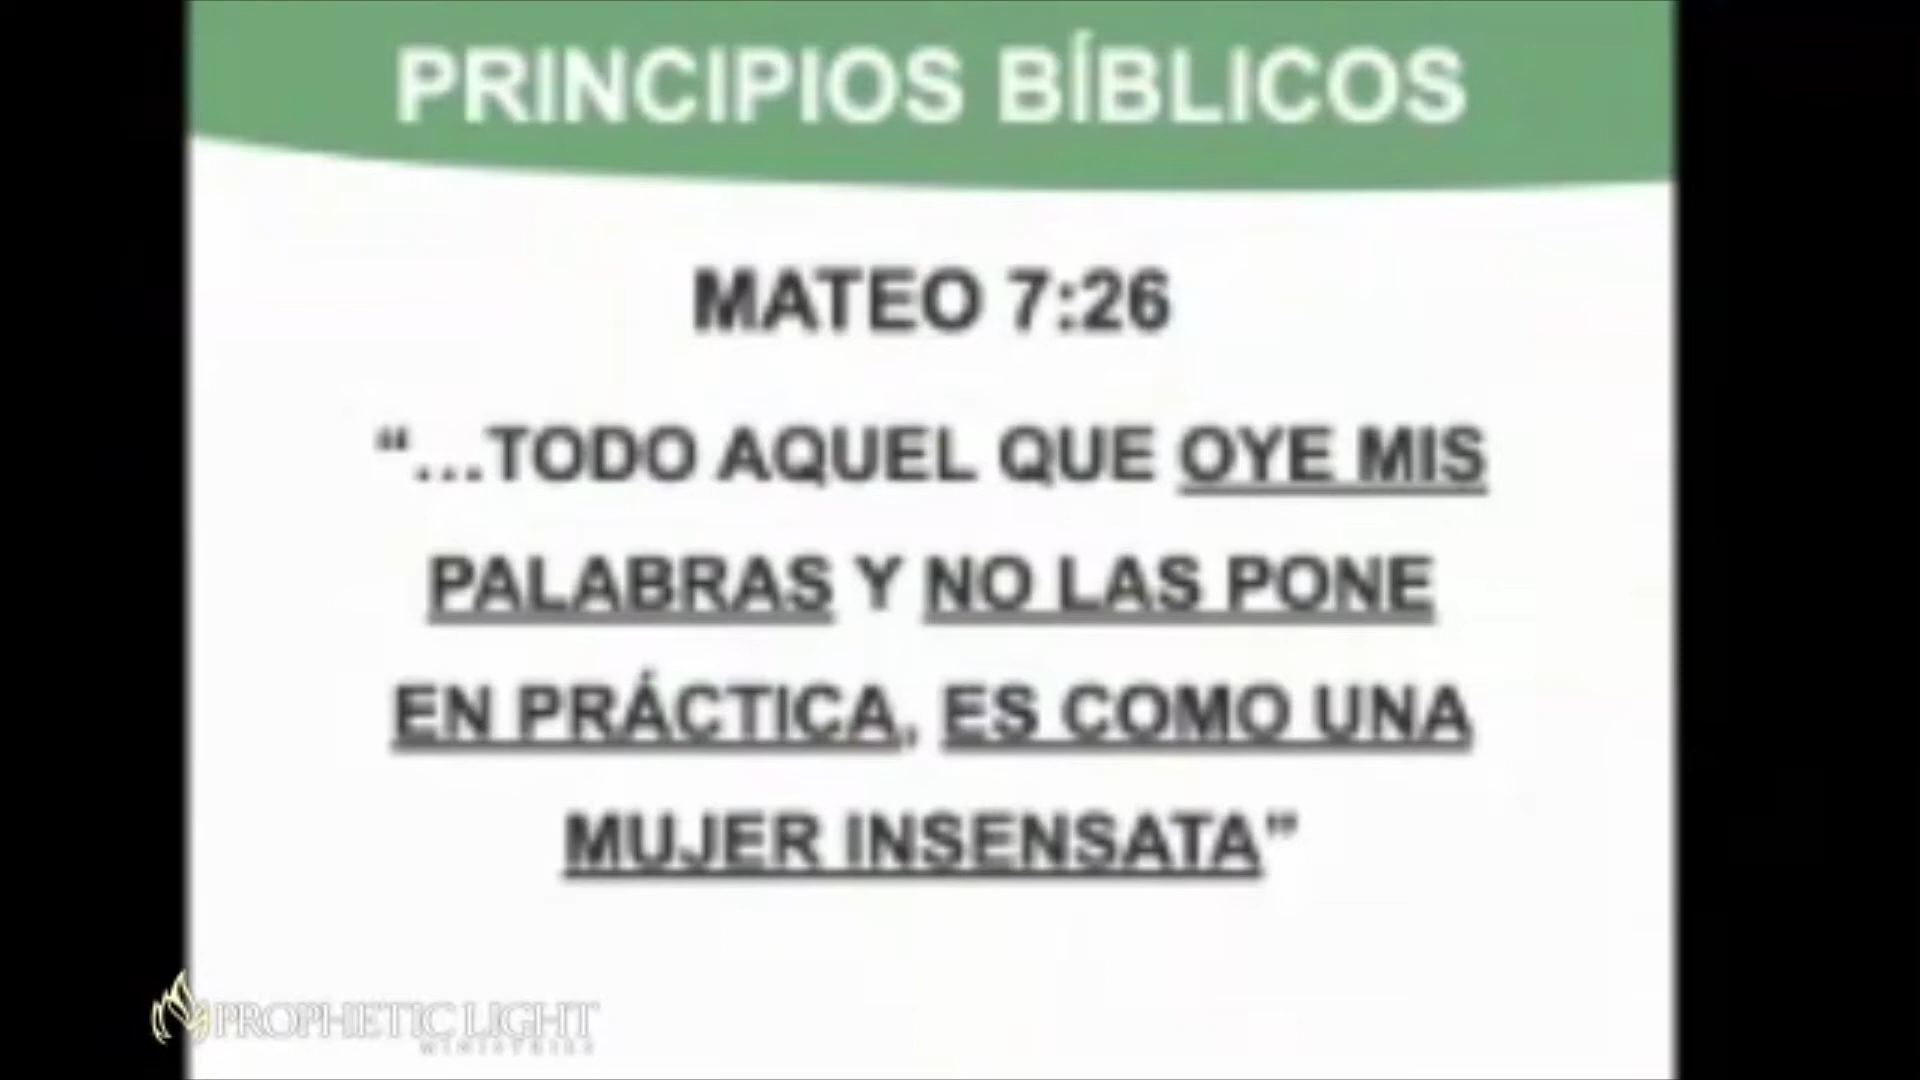 PRINCIPIOS BÍBLICOS
MATEO 7:26
“…TODO AQUEL QUE OYE MIS
PALABRAS Y NO LAS PONE
EN PRÁCTICA, ES COMO UNA
MUJER INSENSATA”
PROPHETIC LIGHT
MINISTRIES